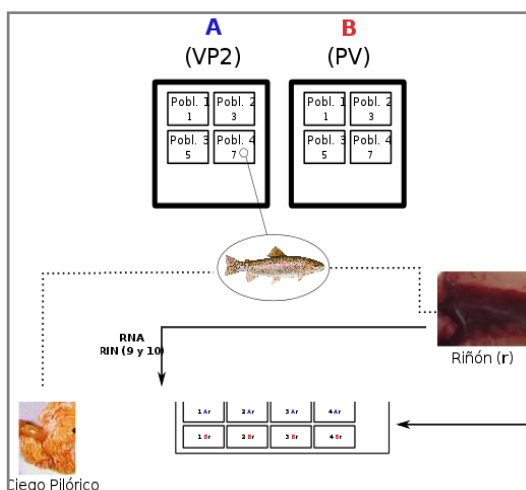 A B
(VP2) (PV)
Pobl. 1 Pobl. 2 Pobl. 1 Pobl. 2
1 3 1 3
Pobl. 3 Pobl. 4 Pobl. 3 Pobl. 4
5 7 5 7
RNA
RIN (9 y 10)
Riñón (r)
1 Ar 2 Ar 3 Ar 4 Ar
1 Br 2 Br 3 Br 4 Br
Ciego Pilórico